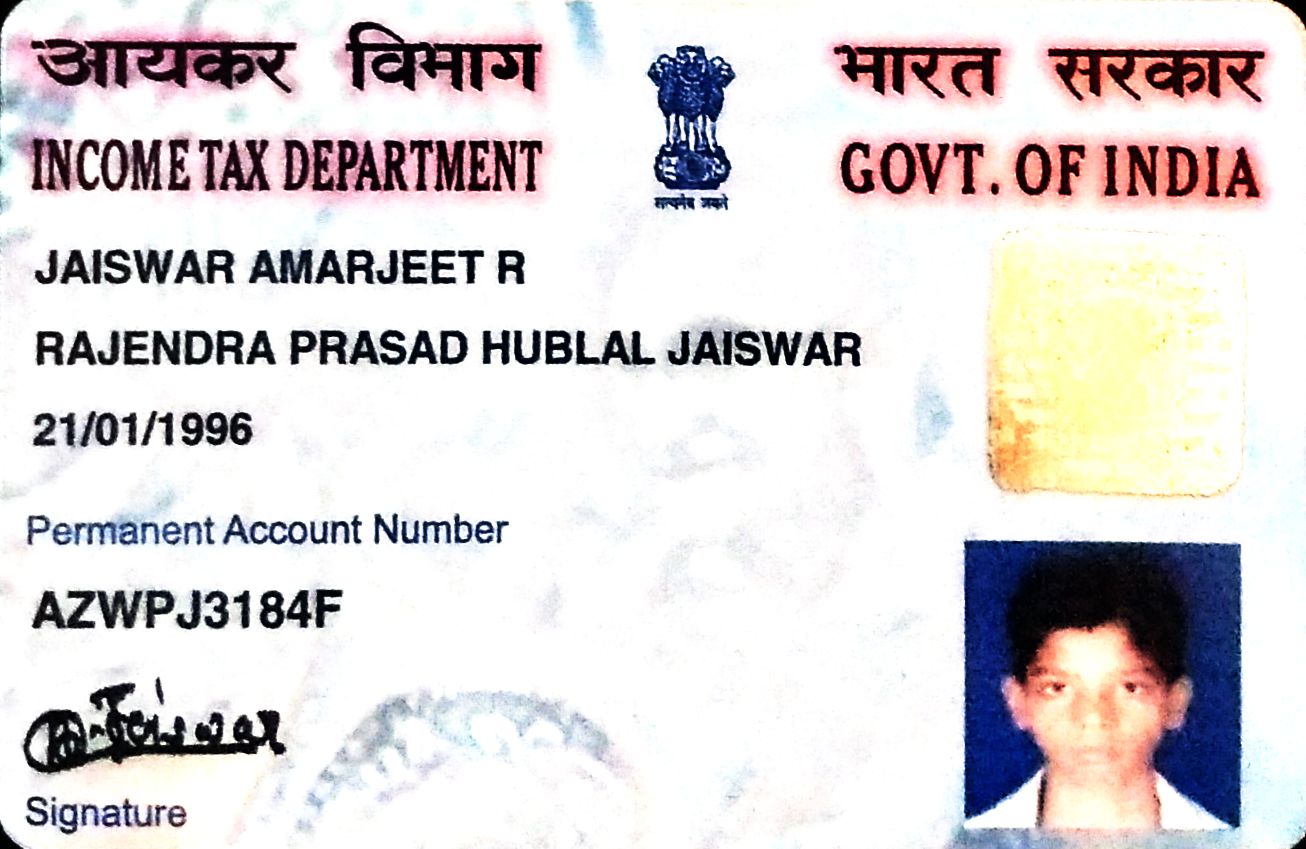 आयकर विभाग
भारत सरकार
INCOME TAX DEPARTMENT
GOVT. OF INDIA
सत्यमेव जयते
JAISWAR AMARJEET R
RAJENDRA PRASAD HUBLAL JAISWAR
21/01/1996
Permanent Account Number
AZWPJ3184F
Jaiswar
Signature